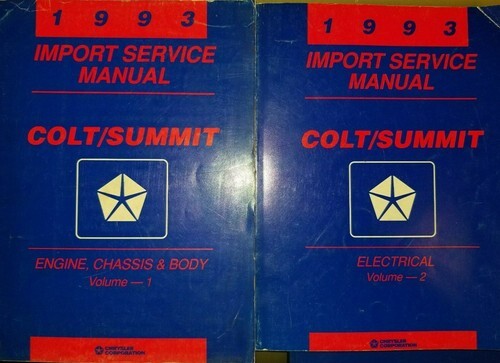 1993
IMPORT SERVICE
MANUAL
COLT/SUMMIT
ENGINE, CHASSIS & BODY
Volume — 1
CHRYSLER
CORPORATION
1993
IMPORT SERVICE
MANUAL
COLT/SUMMIT
ELECTRICAL
Volume — 2
CHRYSLER
CORPORATION